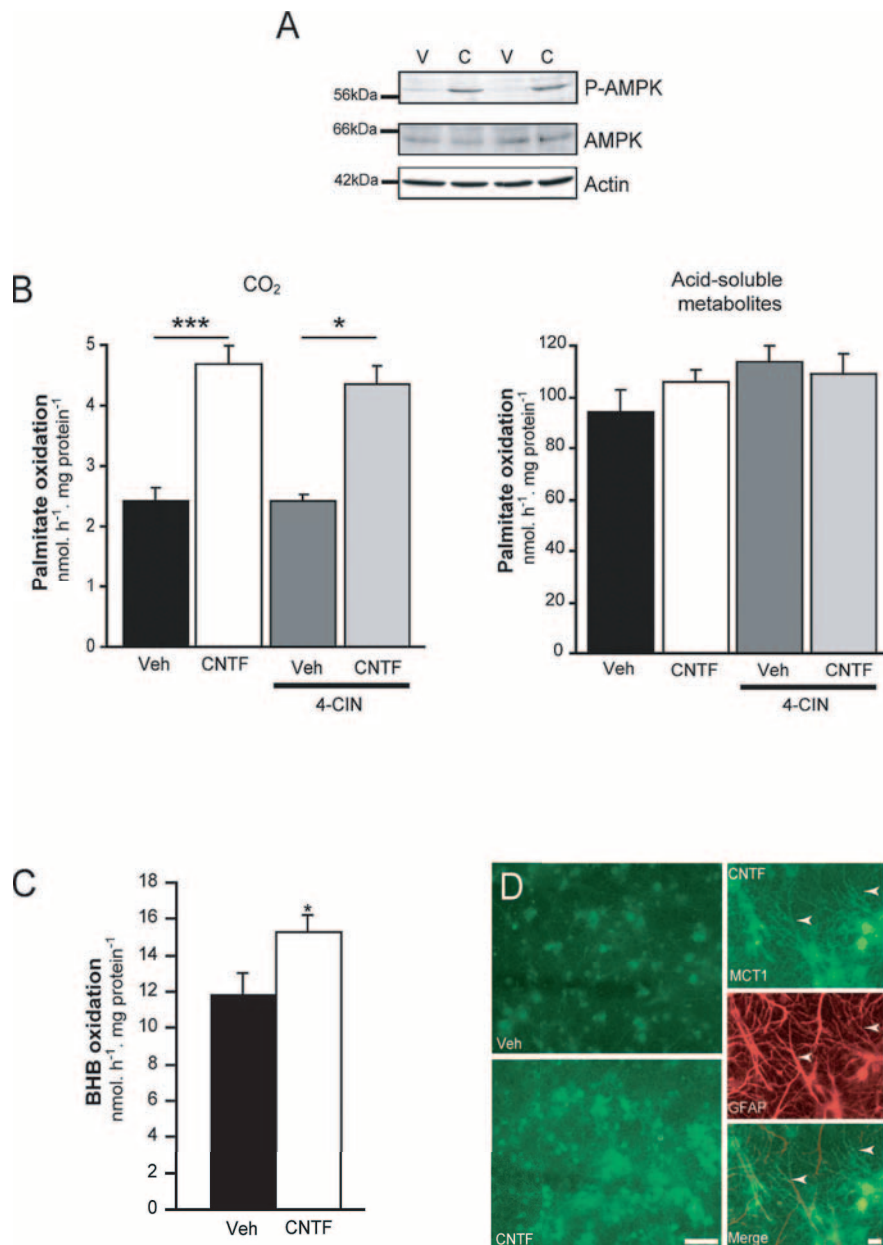 A
V C V C
56kDa P-AMPK
66kDa AMPK
42kDa Actin
B
CO₂
*** *
Palmitate oxidation
nmol. h⁻¹. mg protein⁻¹
5
4
3
2
1
0
Veh CNTF Veh CNTF
4-CIN
Acid-soluble
metabolites
Palmitate oxidation
nmol. h⁻¹. mg protein⁻¹
120
100
80
60
40
20
0
Veh CNTF Veh CNTF
4-CIN
C
BHB oxidation
nmol. h⁻¹. mg protein⁻¹
18
16
14
12
10
8
6
4
2
0
*
Veh CNTF
D
Veh
CNTF
CNTF
MCT1
GFAP
Merge